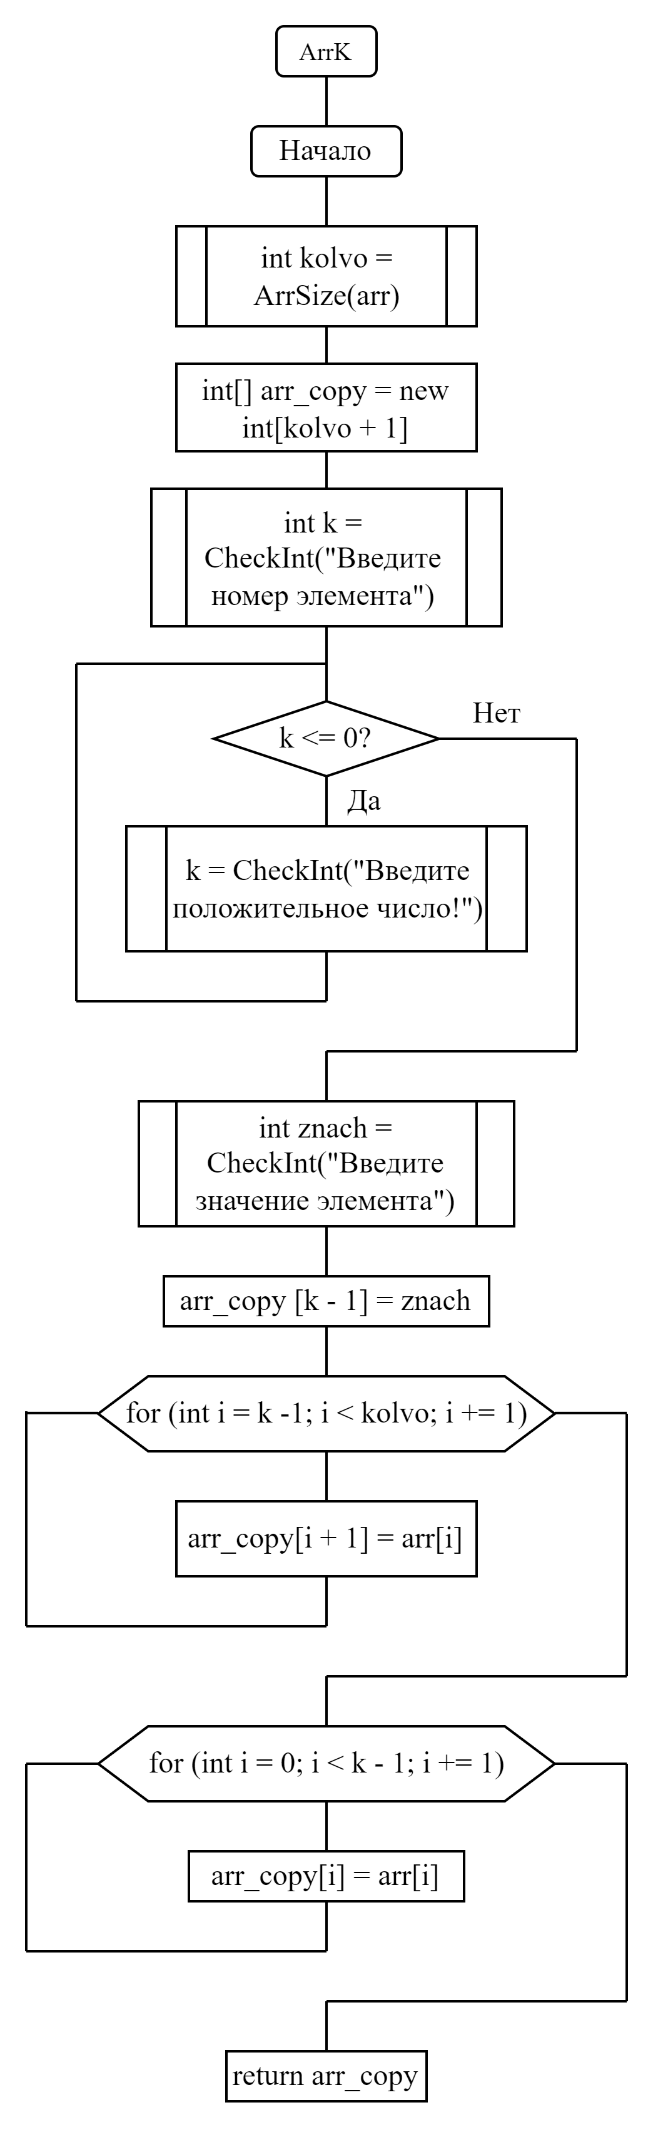 ArrK
Начало
int kolvo =
ArrSize(arr)
int[] arr_copy = new
int[kolvo + 1]
int k =
CheckInt("Введите
номер элемента")
k <= 0?
Нет
Да
k = CheckInt("Введите
положительное число!")
int znach =
CheckInt("Введите
значение элемента")
arr_copy [k - 1] = znach
for (int i = k -1; i < kolvo; i += 1)
arr_copy[i + 1] = arr[i]
for (int i = 0; i < k - 1; i += 1)
arr_copy[i] = arr[i]
return arr_copy